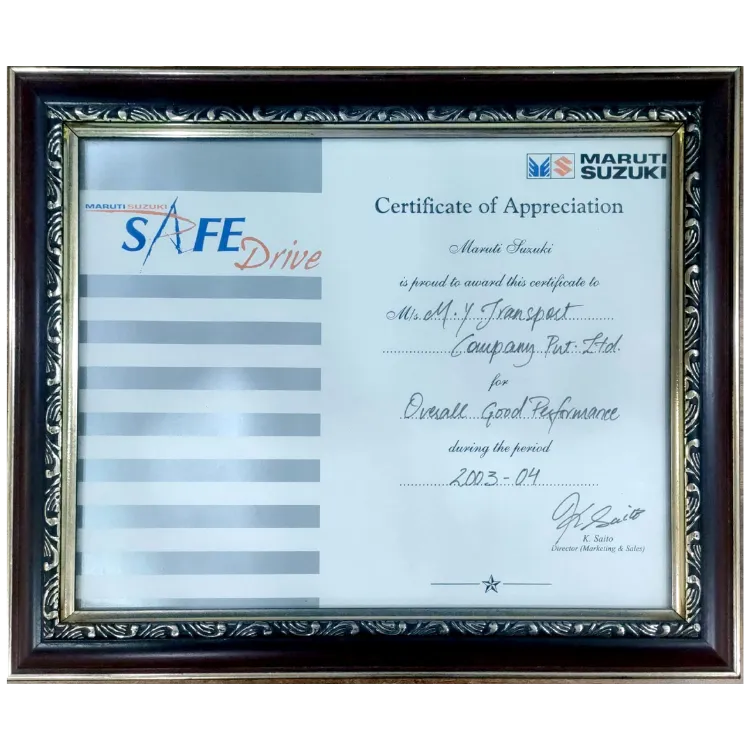 MARUTI SUZUKI
SAFE
Drive
MARUTI
SUZUKI
Certificate of Appreciation
Maruti Suzuki
is proud to award this certificate to
M/s M. Y Transport
Company Pvt. Ltd.
for
Overall Good Performance
during the period
2003-04
K. Saito
K. Saito
Director (Marketing & Sales)